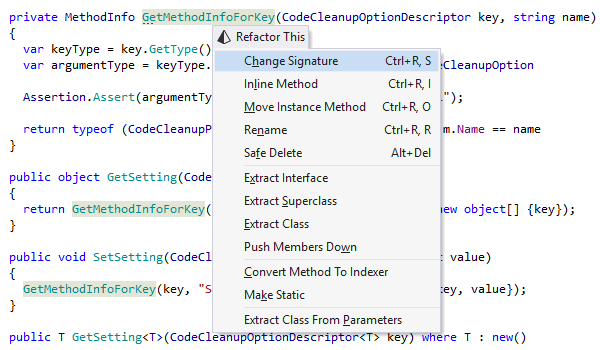 private MethodInfo GetMethodInfoForKey(CodeCleanupOptionDescriptor key, string name)
{
var keyType = key.GetType()
Refactor This
var argumentType = keyType.
CleanupOption
Change Signature Ctrl+R, S
Inline Method Ctrl+R, I
Assertion.Assert(argumentTy
");
Move Instance Method Ctrl+R, O
return typeof (CodeCleanupP
m.Name == name
Rename Ctrl+R, R
}
Safe Delete Alt+Del
public object GetSetting(Cod
Extract Interface
{
Extract Superclass
return GetMethodInfoForKey(
new object[] {key});
}
Extract Class
Push Members Down
public void SetSetting(CodeCl
t value)
{
Convert Method To Indexer
GetMethodInfoForKey(key, "S
key, value});
Make Static
}
Extract Class From Parameters
public T GetSetting<T>(CodeCleanupOptionDescriptor<T> key) where T : new()